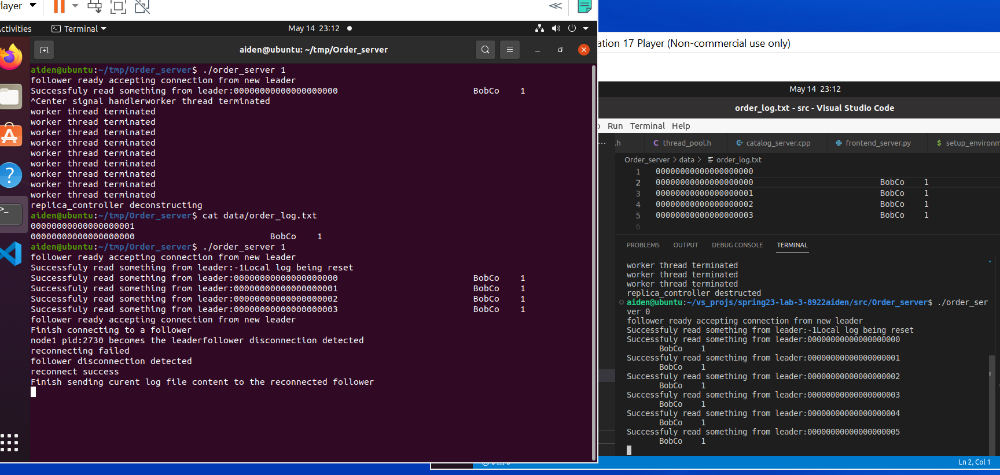 layer
ation 17 Player (Non-commercial use only)
Activities
Terminal
May 14 23:12
aiden@ubuntu: ~/tmp/Order_server
aiden@ubuntu:~/tmp/Order_server$ ./order_server 1
follower ready accepting connection from new leader
Successfuly read something from leader:00000000000000000000 BobCo 1
^Center signal handlerworker thread terminated
worker thread terminated
worker thread terminated
worker thread terminated
worker thread terminated
worker thread terminated
worker thread terminated
worker thread terminated
worker thread terminated
worker thread terminated
replica_controller deconstructing
aiden@ubuntu:~/tmp/Order_server$ cat data/order_log.txt
00000000000000000001
00000000000000000000 BobCo 1
aiden@ubuntu:~/tmp/Order_server$ ./order_server 1
follower ready accepting connection from new leader
Successfuly read something from leader:-1Local log being reset
Successfuly read something from leader:00000000000000000000 BobCo 1
Successfuly read something from leader:00000000000000000001 BobCo 1
Successfuly read something from leader:00000000000000000002 BobCo 1
Successfuly read something from leader:00000000000000000003 BobCo 1
follower ready accepting connection from new leader
Finish connecting to a follower
node1 pid:2730 becomes the leaderfollower disconnection detected
reconnecting failed
follower disconnection detected
reconnect success
Finish sending curent log file content to the reconnected follower
May 14 23:12
order_log.txt - src - Visual Studio Code
Run Terminal Help
.h thread_pool.h catalog_server.cpp frontend_server.py setup_environm
Order_server > data > order_log.txt
1 00000000000000000000
2 00000000000000000000 BobCo 1
3 00000000000000000001 BobCo 1
4 00000000000000000002 BobCo 1
5 00000000000000000003 BobCo 1
6
PROBLEMS OUTPUT DEBUG CONSOLE TERMINAL
worker thread terminated
worker thread terminated
worker thread terminated
replica_controller destructed
aiden@ubuntu:~/vs_projs/spring23-lab-3-8922aiden/src/Order_server$ ./order_ser
ver 0
follower ready accepting connection from new leader
Successfuly read something from leader:-1Local log being reset
Successfuly read something from leader:00000000000000000000
BobCo 1
Successfuly read something from leader:00000000000000000001
BobCo 1
Successfuly read something from leader:00000000000000000002
BobCo 1
Successfuly read something from leader:00000000000000000003
BobCo 1
Successfuly read something from leader:00000000000000000004
BobCo 1
Successfuly read something from leader:00000000000000000005
BobCo 1
Ln 2, Col 1